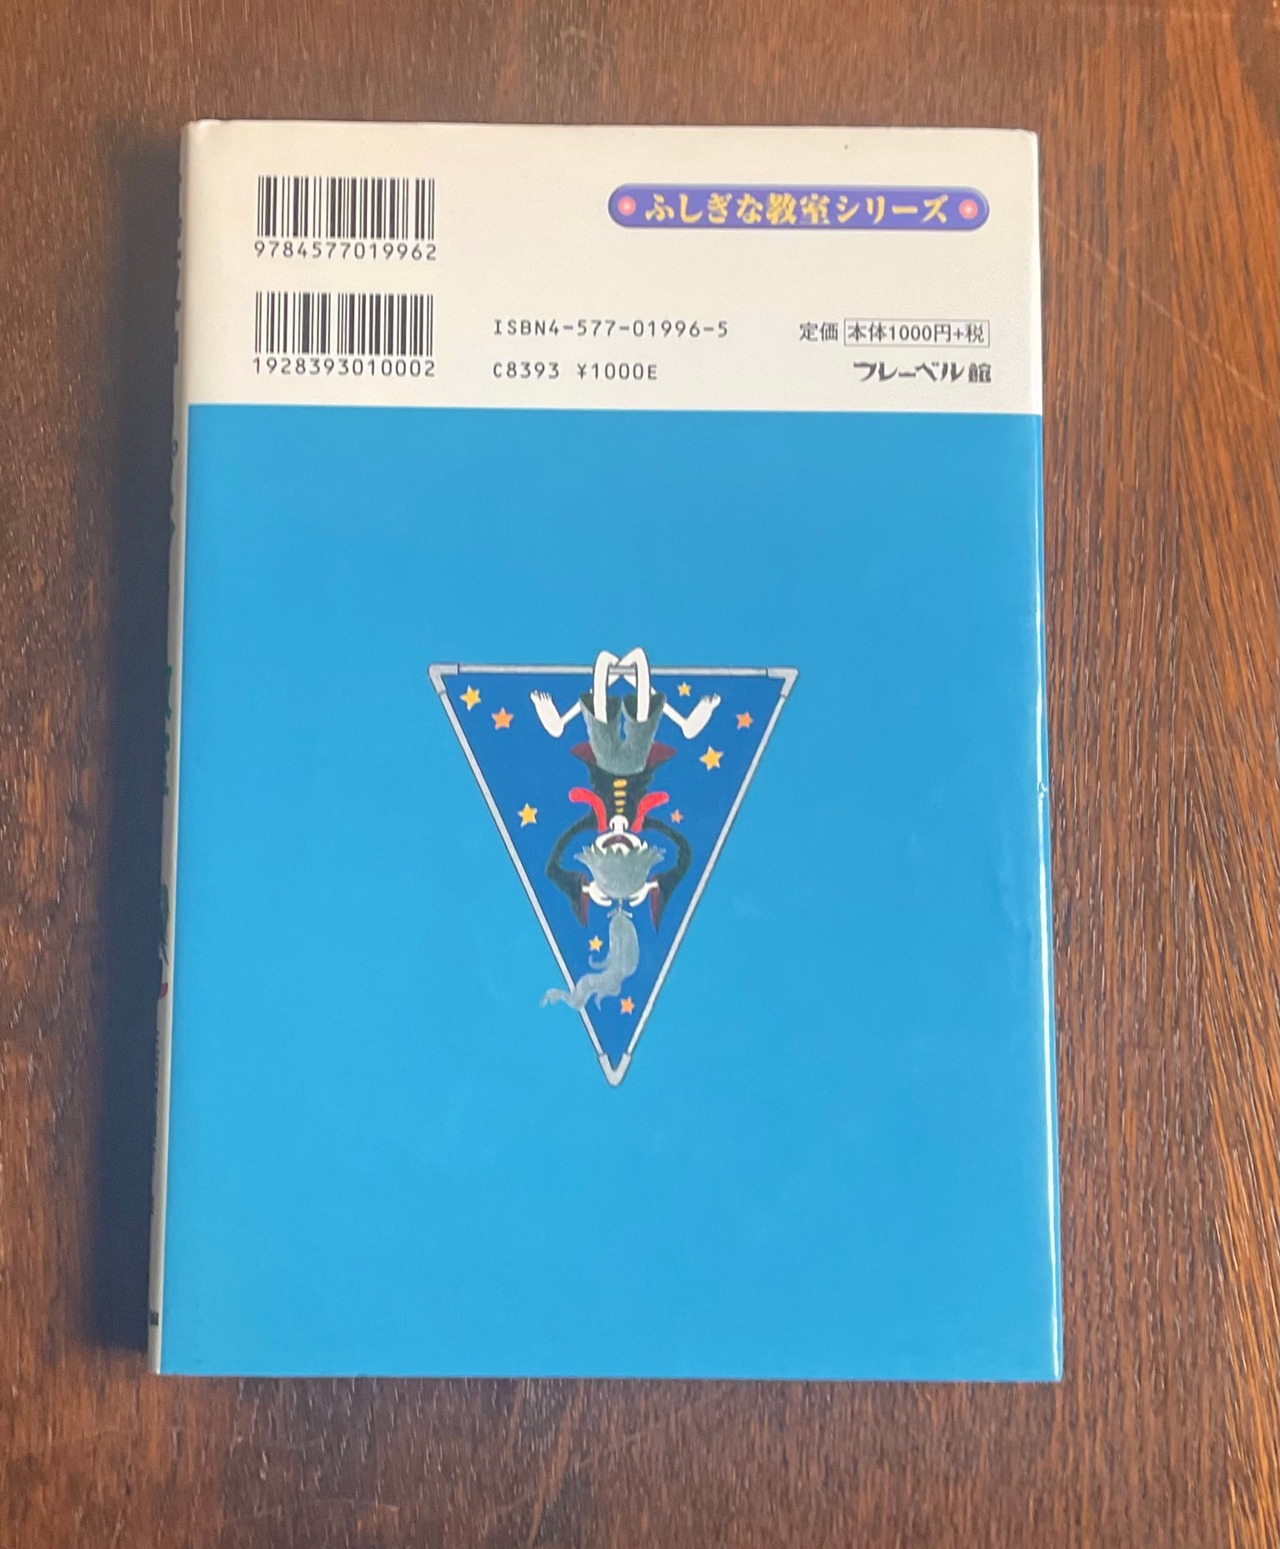 ふしぎな教室シリーズ
9784577019962
1928393010002
ISBN4-577-01996-5
C8393 ¥1000E
定価 本体1000円+税
フレーベル館